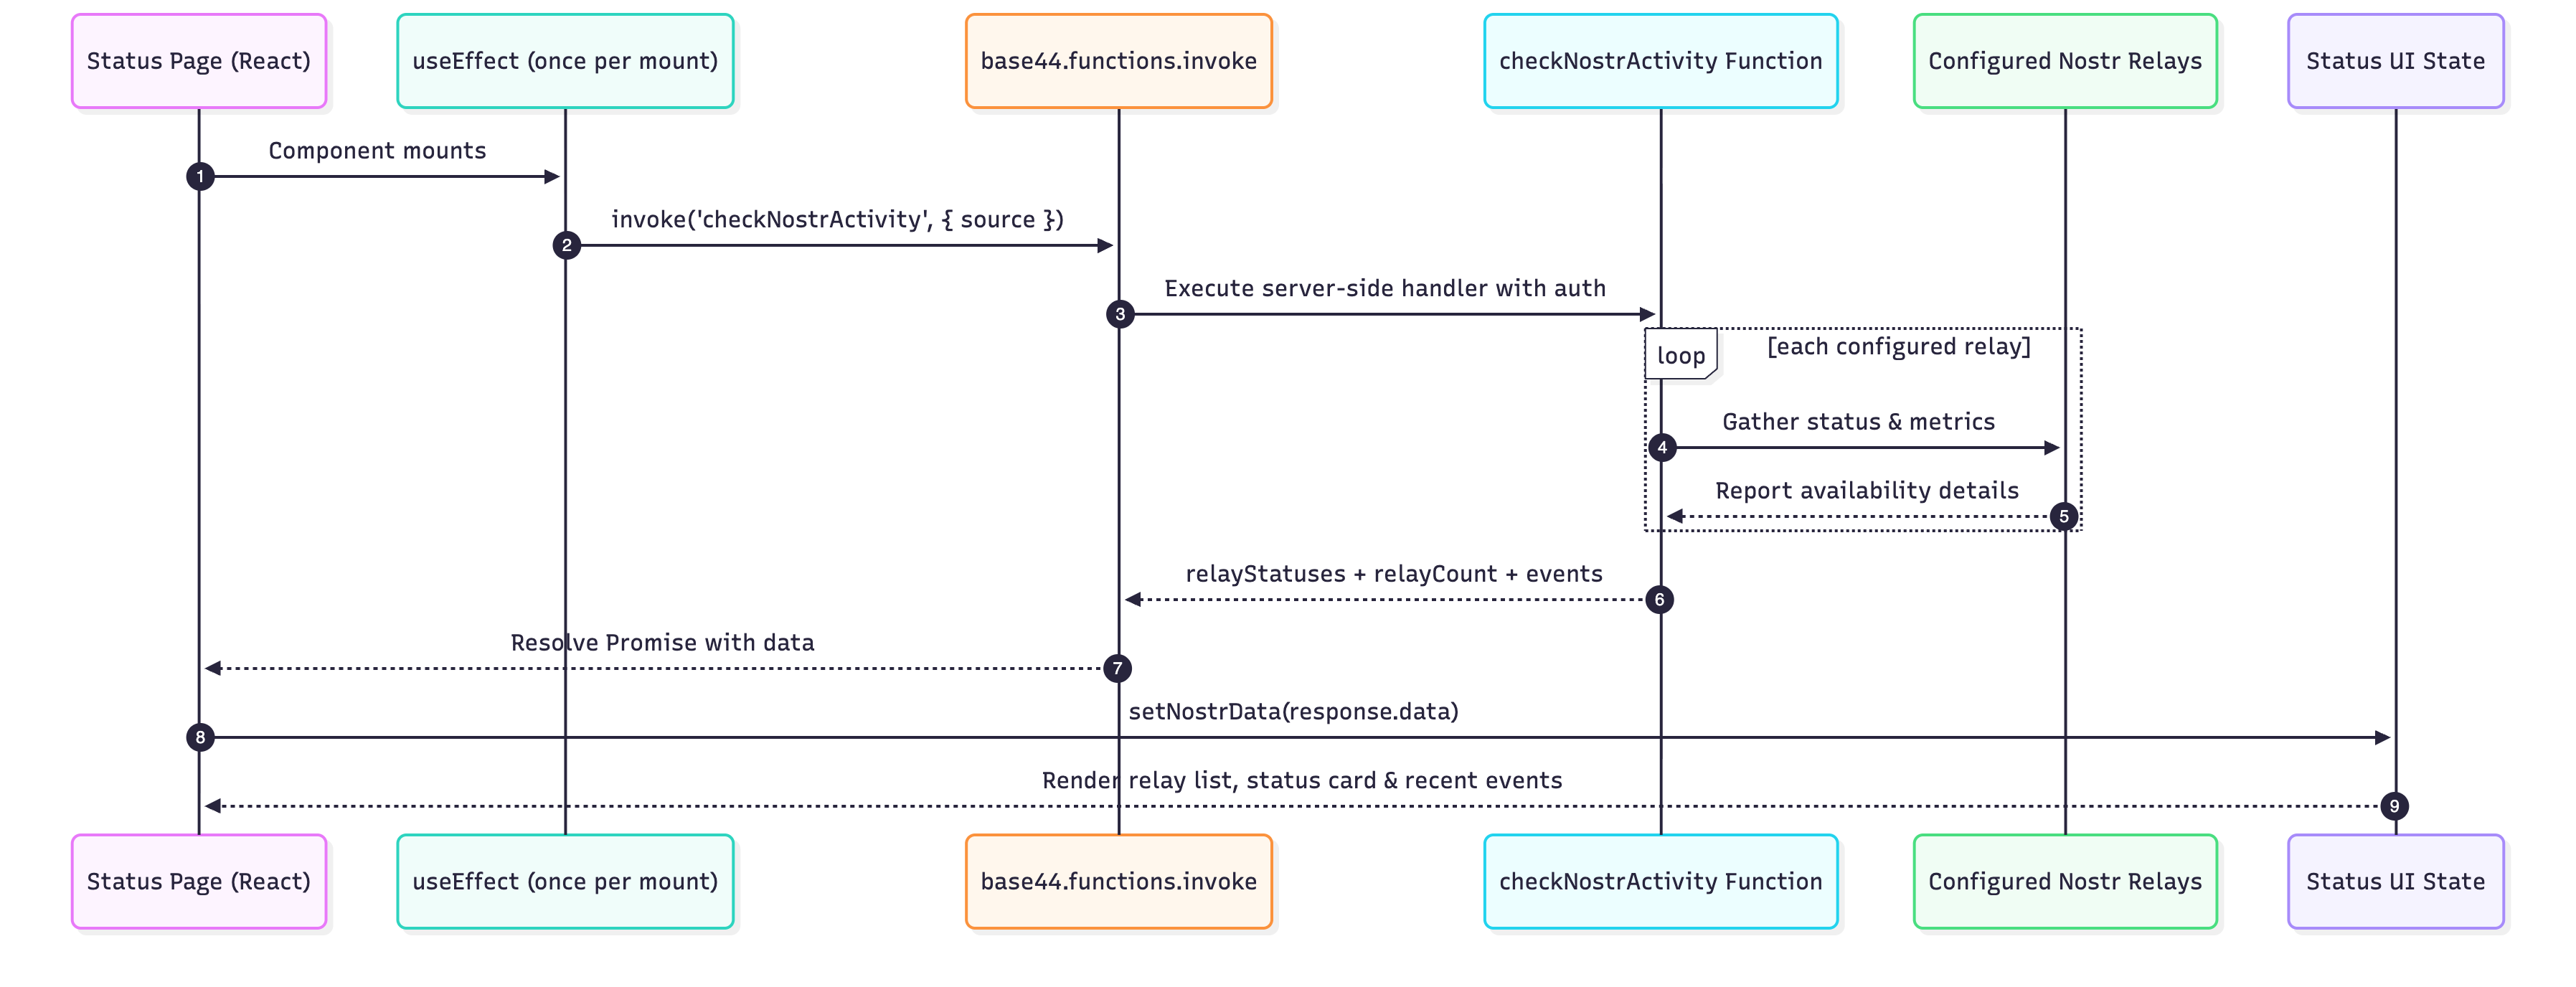 Status Page (React)
useEffect (once per mount)
base44.functions.invoke
checkNostrActivity Function
Configured Nostr Relays
Status UI State
Component mounts
1
invoke('checkNostrActivity', { source })
2
Execute server-side handler with auth
3
loop
[each configured relay]
Gather status & metrics
4
Report availability details
5
relayStatuses + relayCount + events
6
Resolve Promise with data
7
setNostrData(response.data)
8
Render relay list, status card & recent events
9
Status Page (React)
useEffect (once per mount)
base44.functions.invoke
checkNostrActivity Function
Configured Nostr Relays
Status UI State